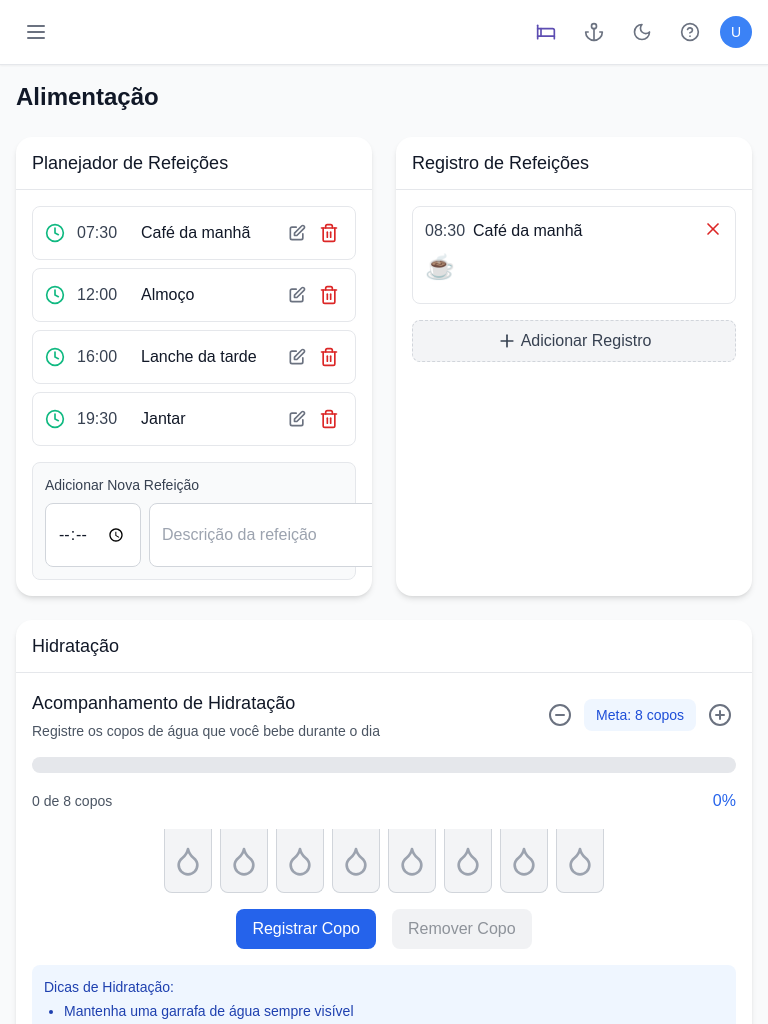 U
Alimentação
Planejador de Refeições
07:30 Café da manhã
12:00 Almoço
16:00 Lanche da tarde
19:30 Jantar
Adicionar Nova Refeição
--:-- Descrição da refeição
Registro de Refeições
08:30 Café da manhã
Adicionar Registro
Hidratação
Acompanhamento de Hidratação
Registre os copos de água que você bebe durante o dia
Meta: 8 copos
0 de 8 copos 0%
Registrar Copo Remover Copo
Dicas de Hidratação:
• Mantenha uma garrafa de água sempre visível